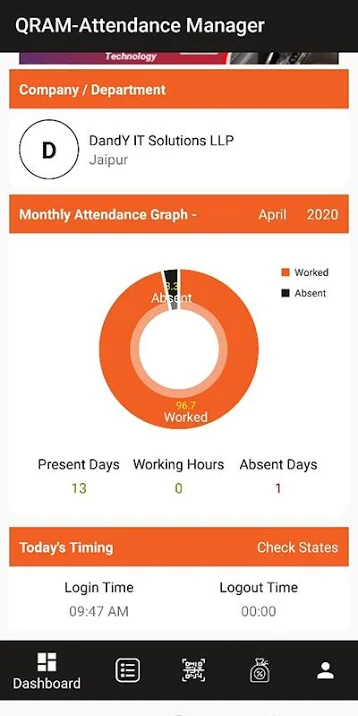 QRAM-Attendance Manager
Technology
Company / Department
D
DandY IT Solutions LLP
Jaipur
Monthly Attendance Graph - April 2020
Worked
Absent
Absent
96.7
Worked
Present Days Working Hours Absent Days
13 0 1
Today's Timing Check States
Login Time Logout Time
09:47 AM 00:00
Dashboard